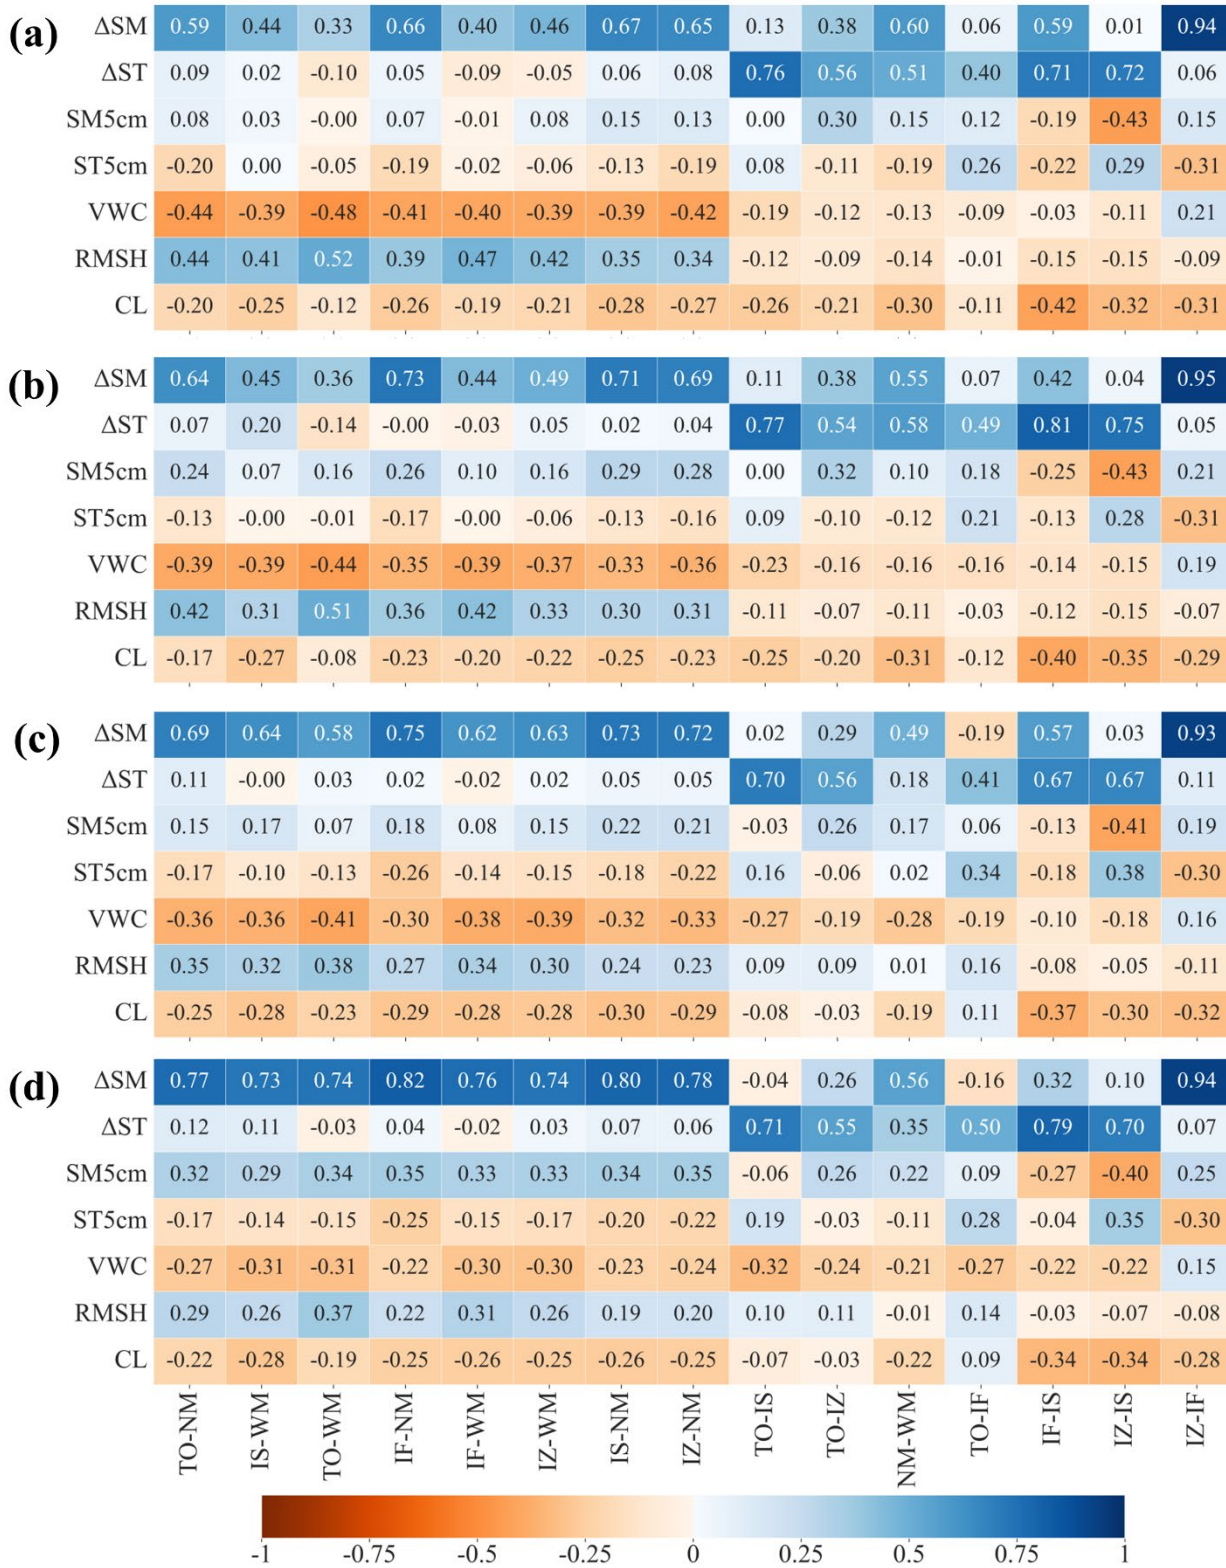 (a)
ΔSM 0.59 0.44 0.33 0.66 0.40 0.46 0.67 0.65 0.13 0.38 0.60 0.06 0.59 0.01 0.94
ΔST 0.09 0.02 -0.10 0.05 -0.09 -0.05 0.06 0.08 0.76 0.56 0.51 0.40 0.71 0.72 0.06
SM5cm 0.08 0.03 -0.00 0.07 -0.01 0.08 0.15 0.13 0.00 0.30 0.15 0.12 -0.19 -0.43 0.15
ST5cm -0.20 0.00 -0.05 -0.19 -0.02 -0.06 -0.13 -0.19 0.08 -0.11 -0.19 0.26 -0.22 0.29 -0.31
VWC -0.44 -0.39 -0.48 -0.41 -0.40 -0.39 -0.39 -0.42 -0.19 -0.12 -0.13 -0.09 -0.03 -0.11 0.21
RMSH 0.44 0.41 0.52 0.39 0.47 0.42 0.35 0.34 -0.12 -0.09 -0.14 -0.01 -0.15 -0.15 -0.09
CL -0.20 -0.25 -0.12 -0.26 -0.19 -0.21 -0.28 -0.27 -0.26 -0.21 -0.30 -0.11 -0.42 -0.32 -0.31
(b)
ΔSM 0.64 0.45 0.36 0.73 0.44 0.49 0.71 0.69 0.11 0.38 0.55 0.07 0.42 0.04 0.95
ΔST 0.07 0.20 -0.14 -0.00 -0.03 0.05 0.02 0.04 0.77 0.54 0.58 0.49 0.81 0.75 0.05
SM5cm 0.24 0.07 0.16 0.26 0.10 0.16 0.29 0.28 0.00 0.32 0.10 0.18 -0.25 -0.43 0.21
ST5cm -0.13 -0.00 -0.01 -0.17 -0.00 -0.06 -0.13 -0.16 0.09 -0.10 -0.12 0.21 -0.13 0.28 -0.31
VWC -0.39 -0.39 -0.44 -0.35 -0.39 -0.37 -0.33 -0.36 -0.23 -0.16 -0.16 -0.16 -0.14 -0.15 0.19
RMSH 0.42 0.31 0.51 0.36 0.42 0.33 0.30 0.31 -0.11 -0.07 -0.11 -0.03 -0.12 -0.15 -0.07
CL -0.17 -0.27 -0.08 -0.23 -0.20 -0.22 -0.25 -0.23 -0.25 -0.20 -0.31 -0.12 -0.40 -0.35 -0.29
(c)
ΔSM 0.69 0.64 0.58 0.75 0.62 0.63 0.73 0.72 0.02 0.29 0.49 -0.19 0.57 0.03 0.93
ΔST 0.11 -0.00 0.03 0.02 -0.02 0.02 0.05 0.05 0.70 0.56 0.18 0.41 0.67 0.67 0.11
SM5cm 0.15 0.17 0.07 0.18 0.08 0.15 0.22 0.21 -0.03 0.26 0.17 0.06 -0.13 -0.41 0.19
ST5cm -0.17 -0.10 -0.13 -0.26 -0.14 -0.15 -0.18 -0.22 0.16 -0.06 0.02 0.34 -0.18 0.38 -0.30
VWC -0.36 -0.36 -0.41 -0.30 -0.38 -0.39 -0.32 -0.33 -0.27 -0.19 -0.28 -0.19 -0.10 -0.18 0.16
RMSH 0.35 0.32 0.38 0.27 0.34 0.30 0.24 0.23 0.09 0.09 0.01 0.16 -0.08 -0.05 -0.11
CL -0.25 -0.28 -0.23 -0.29 -0.28 -0.28 -0.30 -0.29 -0.08 -0.03 -0.19 0.11 -0.37 -0.30 -0.32
(d)
ΔSM 0.77 0.73 0.74 0.82 0.76 0.74 0.80 0.78 -0.04 0.26 0.56 -0.16 0.32 0.10 0.94
ΔST 0.12 0.11 -0.03 0.04 -0.02 0.03 0.07 0.06 0.71 0.55 0.35 0.50 0.79 0.70 0.07
SM5cm 0.32 0.29 0.34 0.35 0.33 0.33 0.34 0.35 -0.06 0.26 0.22 0.09 -0.27 -0.40 0.25
ST5cm -0.17 -0.14 -0.15 -0.25 -0.15 -0.17 -0.20 -0.22 0.19 -0.03 -0.11 0.28 -0.04 0.35 -0.30
VWC -0.27 -0.31 -0.31 -0.22 -0.30 -0.30 -0.23 -0.24 -0.32 -0.24 -0.21 -0.27 -0.22 -0.22 0.15
RMSH 0.29 0.26 0.37 0.22 0.31 0.26 0.19 0.20 0.10 0.11 -0.01 0.14 -0.03 -0.07 -0.08
CL -0.22 -0.28 -0.19 -0.25 -0.26 -0.25 -0.26 -0.25 -0.07 -0.03 -0.22 0.09 -0.34 -0.34 -0.28
TO-NM IS-WM TO-WM IF-NM IF-WM IZ-WM IS-NM IZ-NM TO-IS TO-IZ NM-WM TO-IF IF-IS IZ-IS IZ-IF
-1 -0.75 -0.5 -0.25 0 0.25 0.5 0.75 1